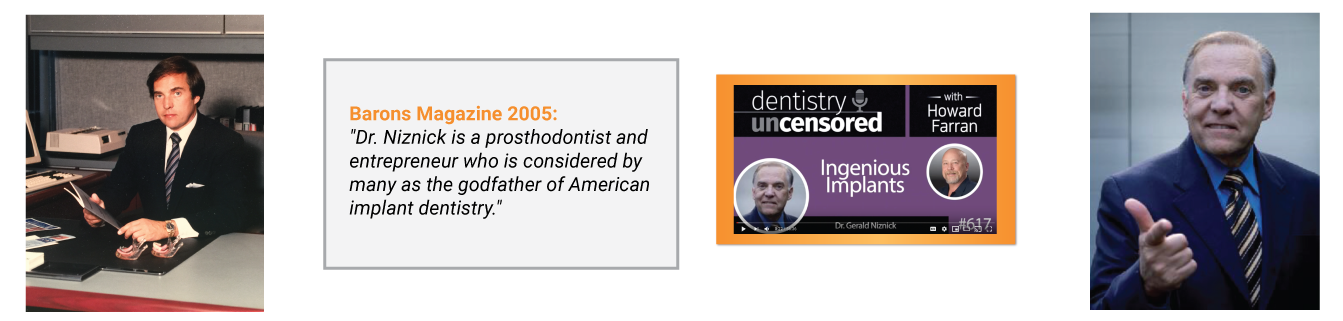 Barons Magazine 2005:
"Dr. Niznick is a prosthodontist and
entrepreneur who is considered by
many as the godfather of American
implant dentistry."
dentistry
uncensored
with
Howard
Farran
Ingenious
Implants
Dr. Gerald Niznick
#617